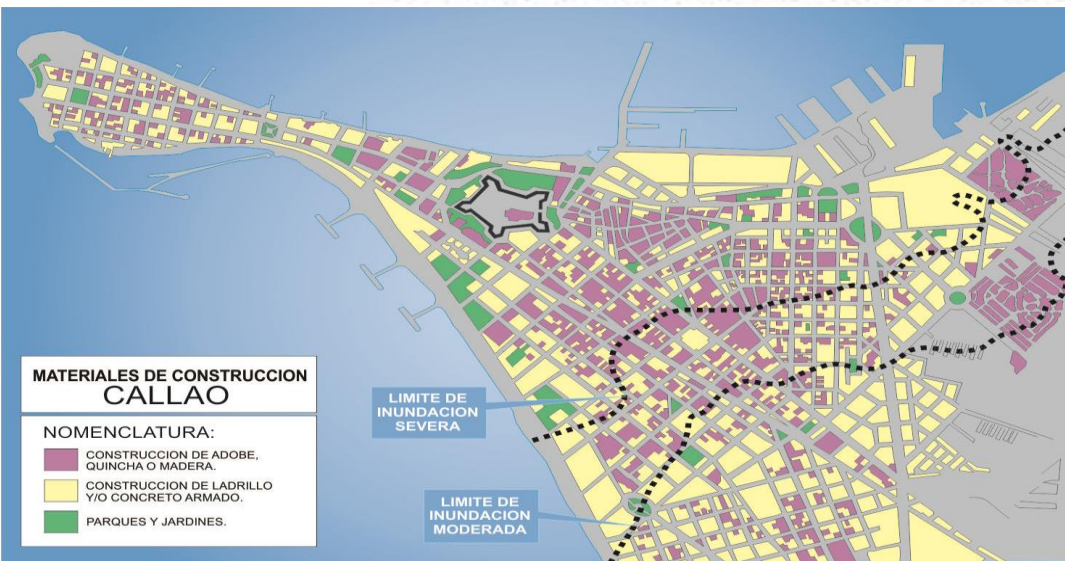 MATERIALES DE CONSTRUCCION
CALLAO
NOMENCLATURA:
CONSTRUCCION DE ADOBE,
QUINCHA O MADERA.
CONSTRUCCION DE LADRILLO
Y/O CONCRETO ARMADO.
PARQUES Y JARDINES.
LIMITE DE
INUNDACION
SEVERA
LIMITE DE
INUNDACION
MODERADA